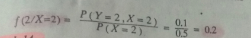 f(2/X=2) = P(Y=2,X=2) / P(X=2) = 0.1 / 0.5 = 0.2